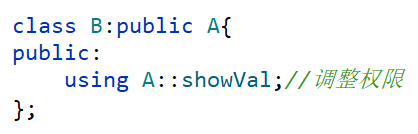 class B:public A{
public:
    using A::showVal;//调整权限
};